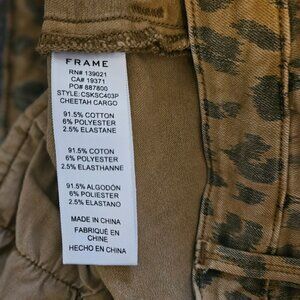 FRAME
RN# 139021
CA# 19371
PO# 887800
STYLE: CSKSC403P
CHEETAH CARGO
91.5% COTTON
6% POLYESTER
2.5% ELASTANE
91.5% COTON
6% POLYESTER
2.5% ELASTHANNE
91.5% ALGODÓN
6% POLIESTER
2.5% ELASTANO
MADE IN CHINA
FABRIQUÉ EN
CHINE
HECHO EN CHINA